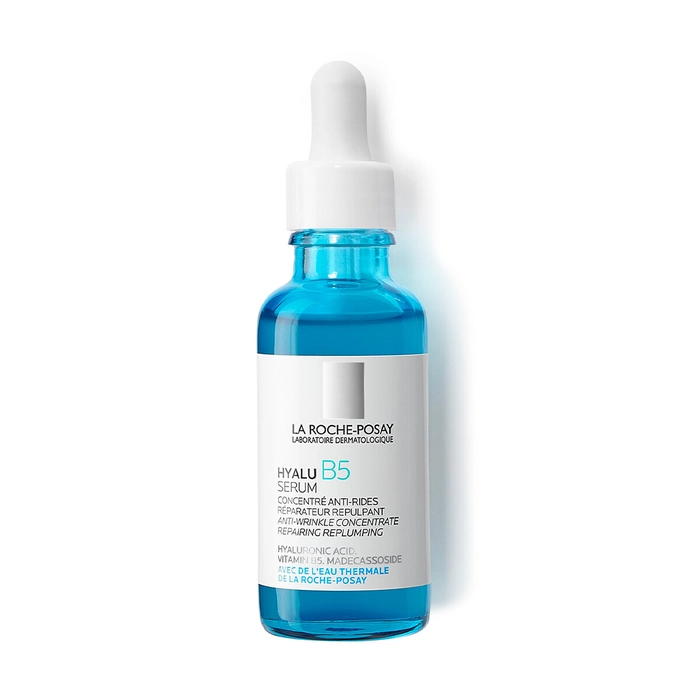 LA ROCHE-POSAY
LABORATOIRE DERMATOLOGIQUE
HYALU B5
SERUM
CONCENTRÉ ANTI-RIDES
RÉPARATEUR REPULPANT
ANTI-WRINKLE CONCENTRATE
REPAIRING REPLUMPING
HYALURONIC ACID.
VITAMIN B5. MADECASSOSIDE
AVEC DE L'EAU THERMALE
DE LA ROCHE-POSAY